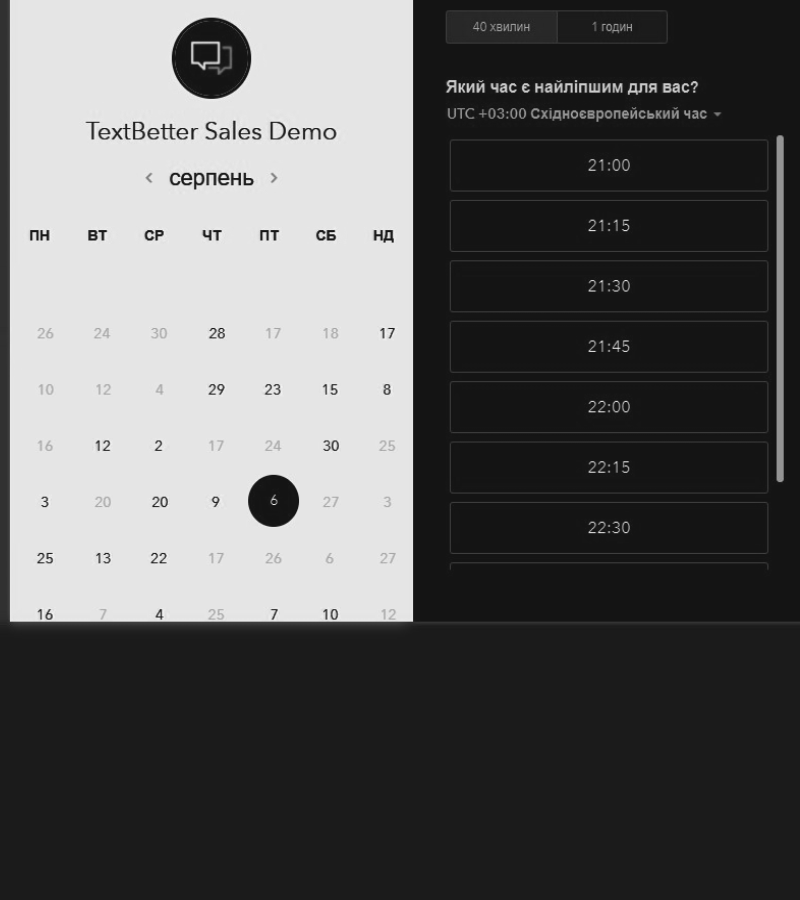 TextBetter Sales Demo
серпень
ПН ВТ СР ЧТ ПТ СБ НД
26 24 30 28 17 18 17
10 12 4 29 23 15 8
16 12 2 17 24 30 25
3 20 20 9 6 27 3
25 13 22 17 26 6 27
16 7 4 25 7 10 12
40 хвилин 1 годин
Який час є найліпшим для вас?
UTC +03:00 Східноєвропейський час
21:00
21:15
21:30
21:45
22:00
22:15
22:30